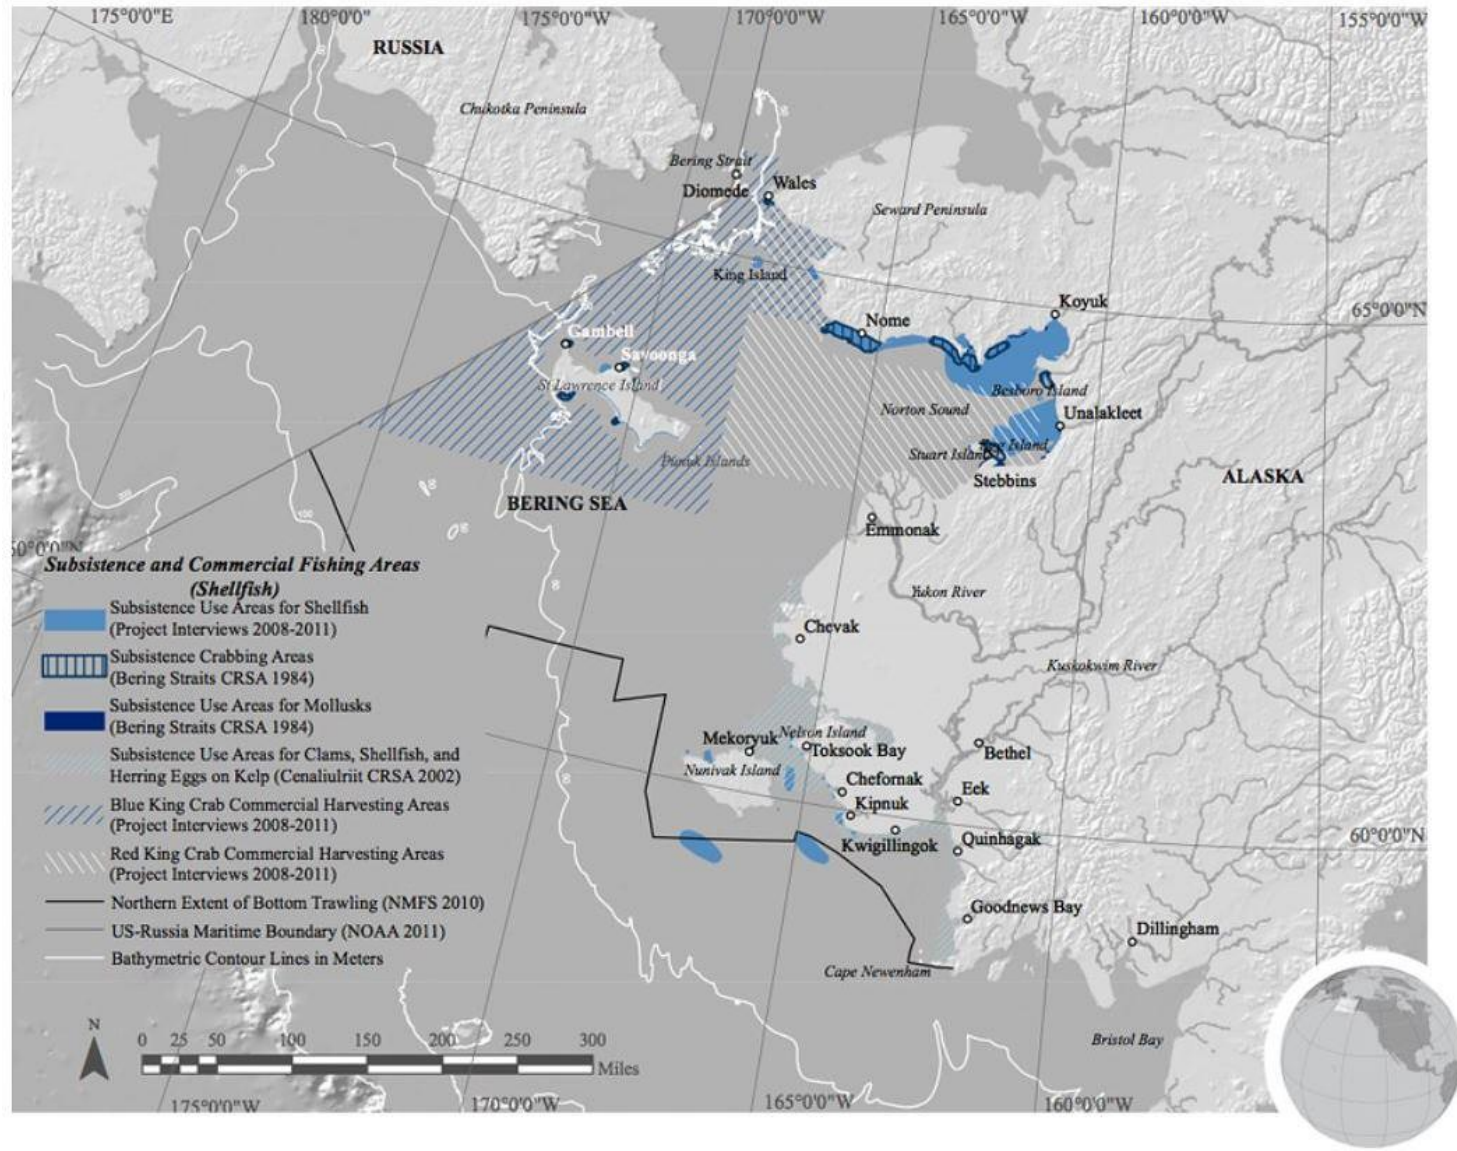 175°0'0"E
180°0'0"
175°0'0"W
170°0'0"W
165°0'0"W
160°0'0"W
155°0'0"W
RUSSIA
Chukotka Peninsula
Bering Strait
Diomede
Wales
Seward Peninsula
King Island
Koyuk
65°0'0"N
Nome
Gambell
Savoonga
St Lawrence Island
Besboro Island
Norton Sound
Unalakleet
Stuart Island
Punuk Islands
Stebbins
ALASKA
BERING SEA
Emmonak
Yukon River
Chevak
Kuskokwim River
Mekoryuk
Nelson Island
Toksook Bay
Bethel
Nunivak Island
Chefornak
Eek
Kipnuk
Kwigillingok
Quinhagak
60°0'0"N
Goodnews Bay
Dillingham
Cape Newenham
Bristol Bay
Subsistence and Commercial Fishing Areas
(Shellfish)
Subsistence Use Areas for Shellfish
(Project Interviews 2008-2011)
Subsistence Crabbing Areas
(Bering Straits CRSA 1984)
Subsistence Use Areas for Mollusks
(Bering Straits CRSA 1984)
Subsistence Use Areas for Clams, Shellfish, and
Herring Eggs on Kelp (Cenaliulriit CRSA 2002)
Blue King Crab Commercial Harvesting Areas
(Project Interviews 2008-2011)
Red King Crab Commercial Harvesting Areas
(Project Interviews 2008-2011)
Northern Extent of Bottom Trawling (NMFS 2010)
US-Russia Maritime Boundary (NOAA 2011)
Bathymetric Contour Lines in Meters
N
0 25 50 100 150 200 250 300
Miles
175°0'0"W
170°0'0"W
165°0'0"W
160°0'0"W